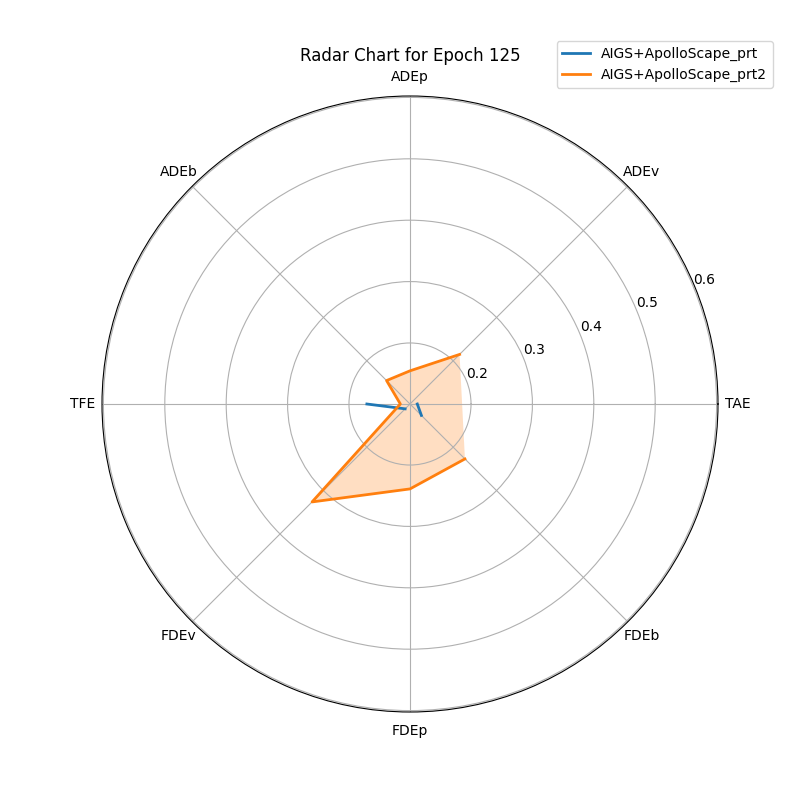 Radar Chart for Epoch 125
AIGS+ApolloScape_prt
AIGS+ApolloScape_prt2
ADEp
ADEb
ADEv
0.6
0.5
0.4
0.3
0.2
TFE
TAE
FDEv
FDEb
FDEp